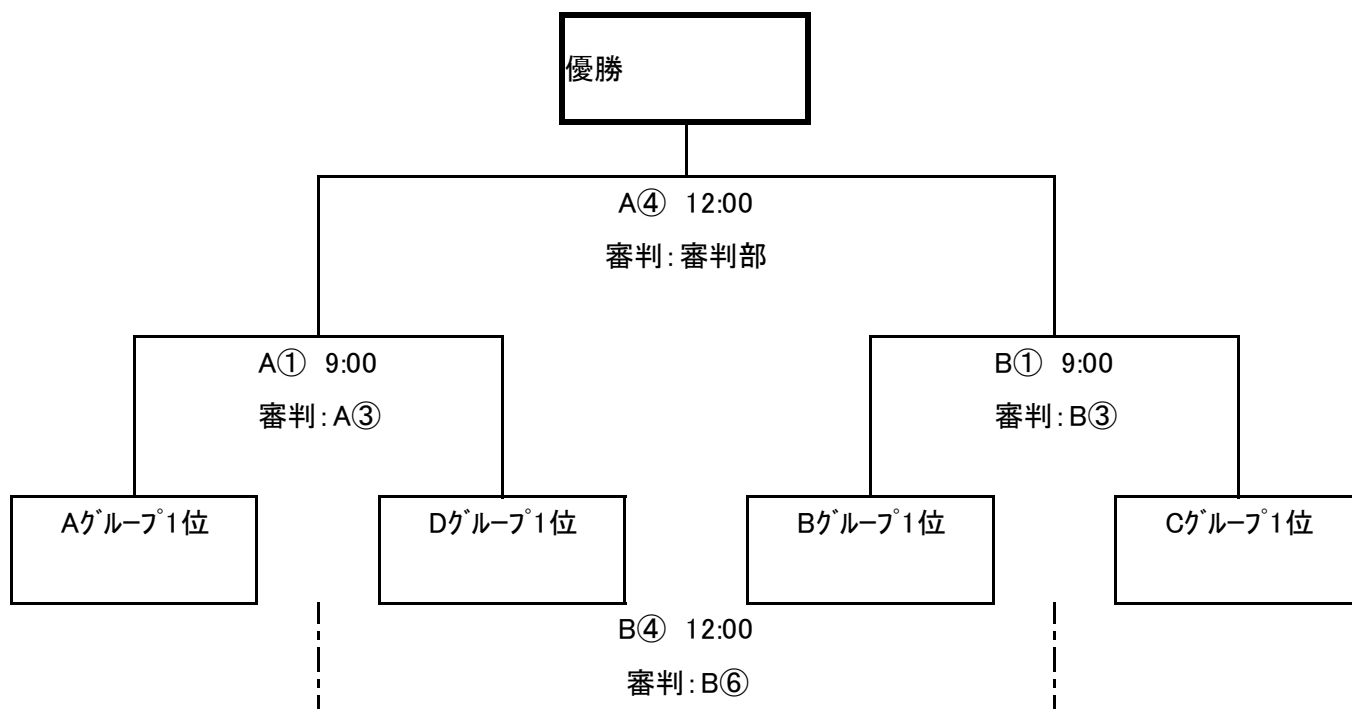 優勝
A④ 12:00
審判:審判部
A① 9:00
B① 9:00
審判:A③
審判:B③
Aｸﾞﾙｰﾌﾟ1位
Dｸﾞﾙｰﾌﾟ1位
Bｸﾞﾙｰﾌﾟ1位
Cｸﾞﾙｰﾌﾟ1位
B④ 12:00
審判:B⑥